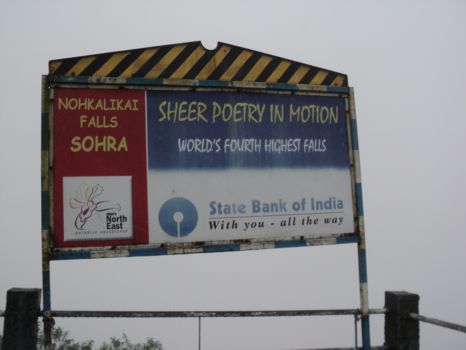 NOHKALIKAI
FALLS
SOHRA
North
East
SHEER POETRY IN MOTION
WORLD'S FOURTH HIGHEST FALLS
State Bank of India
With you - all the way